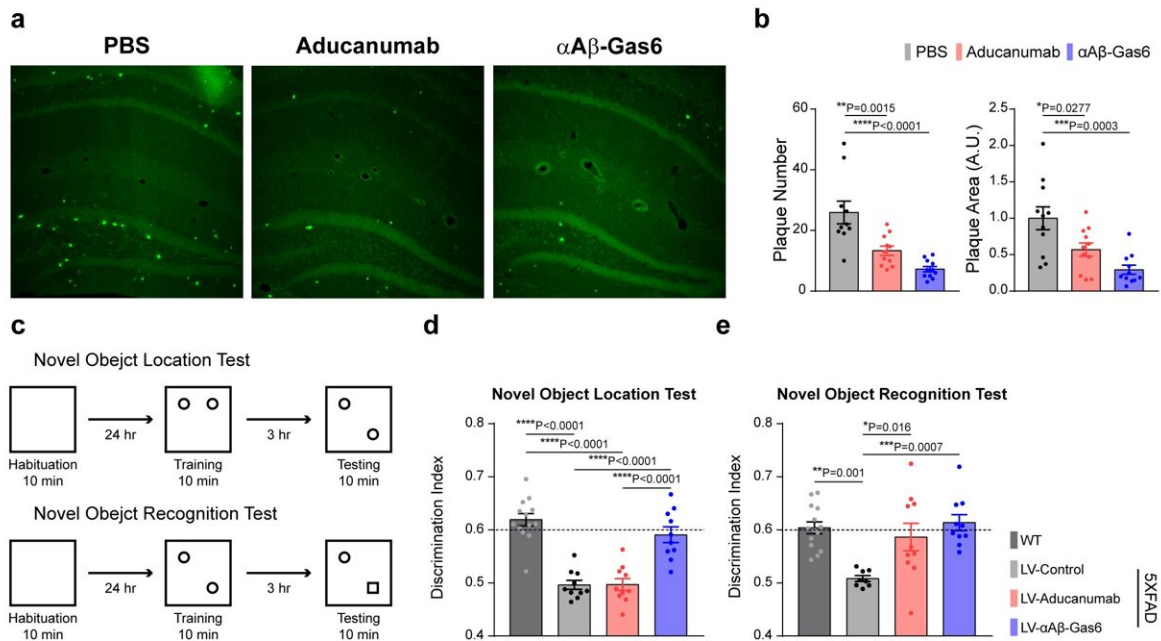 a
PBS
Aducanumab
αAβ-Gas6
b
PBS Aducanumab αAβ-Gas6
Plaque Number
60
40
20
0
**P=0.0015
****P<0.0001
Plaque Area (A.U.)
2.5
2.0
1.5
1.0
0.5
0.0
*P=0.0277
***P=0.0003
c
Novel Obejct Location Test
24 hr
3 hr
Habituation
10 min
Training
10 min
Testing
10 min
Novel Obejct Recognition Test
24 hr
3 hr
Habituation
10 min
Training
10 min
Testing
10 min
d
Novel Object Location Test
Discrimination Index
0.8
0.7
0.6
0.5
0.4
****P<0.0001
****P<0.0001
****P<0.0001
****P<0.0001
e
Novel Object Recognition Test
Discrimination Index
0.8
0.7
0.6
0.5
0.4
*P=0.016
***P=0.0007
**P=0.001
WT
LV-Control
LV-Aducanumab
LV-αAβ-Gas6
5XFAD